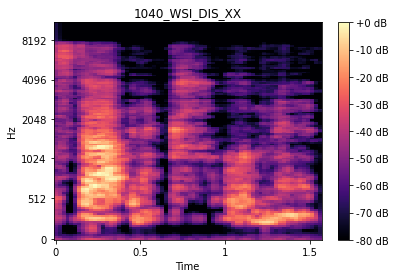 1040_WSI_DIS_XX
8192
4096
2048
1024
512
0
Hz
0
0.5
1
1.5
Time
+0 dB
-10 dB
-20 dB
-30 dB
-40 dB
-50 dB
-60 dB
-70 dB
-80 dB